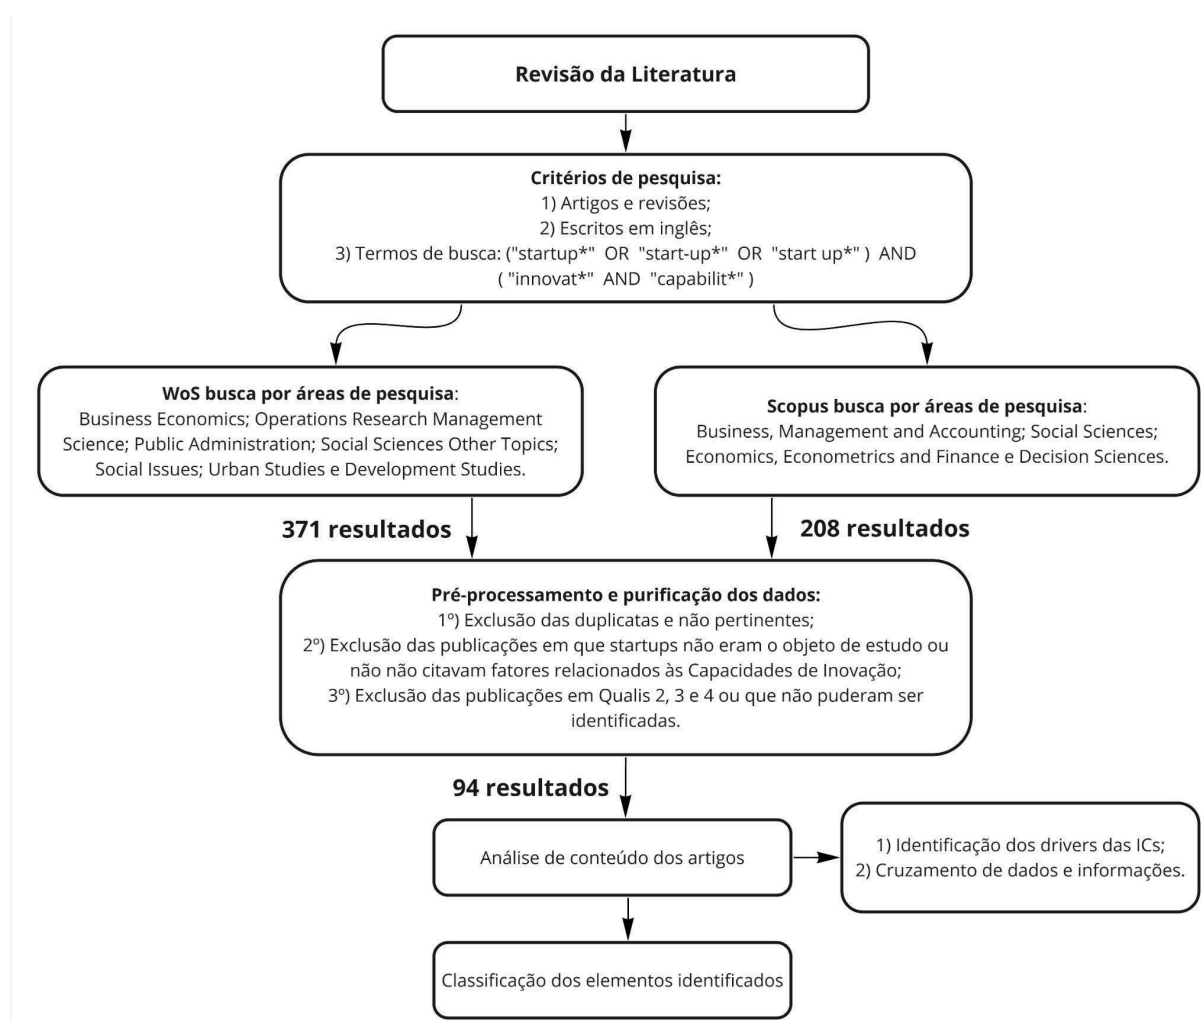 Revisão da Literatura
Critérios de pesquisa:
1) Artigos e revisões;
2) Escritos em inglês;
3) Termos de busca: ("startup*" OR "start-up*" OR "start up*" ) AND
( "innovat*" AND "capabilit*" )
WoS busca por áreas de pesquisa:
Business Economics; Operations Research Management
Science; Public Administration; Social Sciences Other Topics;
Social Issues; Urban Studies e Development Studies.
Scopus busca por áreas de pesquisa:
Business, Management and Accounting; Social Sciences;
Economics, Econometrics and Finance e Decision Sciences.
371 resultados
208 resultados
Pré-processamento e purificação dos dados:
1º) Exclusão das duplicatas e não pertinentes;
2º) Exclusão das publicações em que startups não eram o objeto de estudo ou
não não citavam fatores relacionados às Capacidades de Inovação;
3º) Exclusão das publicações em Qualis 2, 3 e 4 ou que não puderam ser
identificadas.
94 resultados
Análise de conteúdo dos artigos
1) Identificação dos drivers das ICs;
2) Cruzamento de dados e informações.
Classificação dos elementos identificados